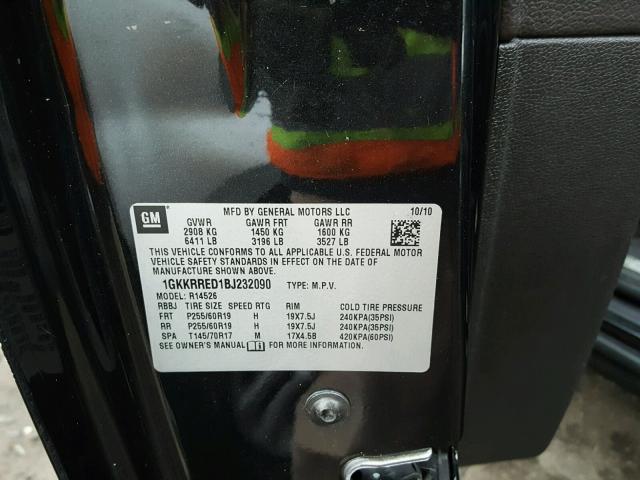 GM
MFD BY GENERAL MOTORS LLC 10/10
GVWR GAWR FRT GAWR RR
2908 KG 1450 KG 1600 KG
6411 LB 3196 LB 3527 LB
THIS VEHICLE CONFORMS TO ALL APPLICABLE U.S. FEDERAL MOTOR
VEHICLE SAFETY STANDARDS IN EFFECT ON THE DATE OF
MANUFACTURE SHOWN ABOVE.
1GKKRRED1BJ232090 TYPE: M.P.V.
MODEL: R14526
RBBJ TIRE SIZE SPEED RTG RIM COLD TIRE PRESSURE
FRT P255/60R19 H 19X7.5J 240KPA(35PSI)
RR P255/60R19 H 19X7.5J 240KPA(35PSI)
SPA T145/70R17 M 17X4.5B 420KPA(60PSI)
SEE OWNER'S MANUAL FOR MORE INFORMATION.